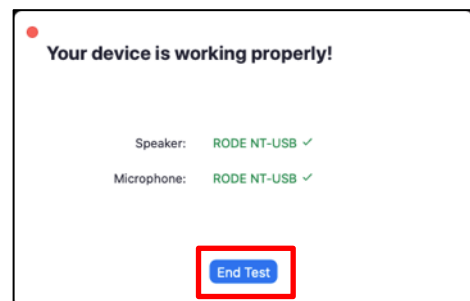 Your device is working properly!
Speaker: RODE NT-USB ✓
Microphone: RODE NT-USB ✓
End Test